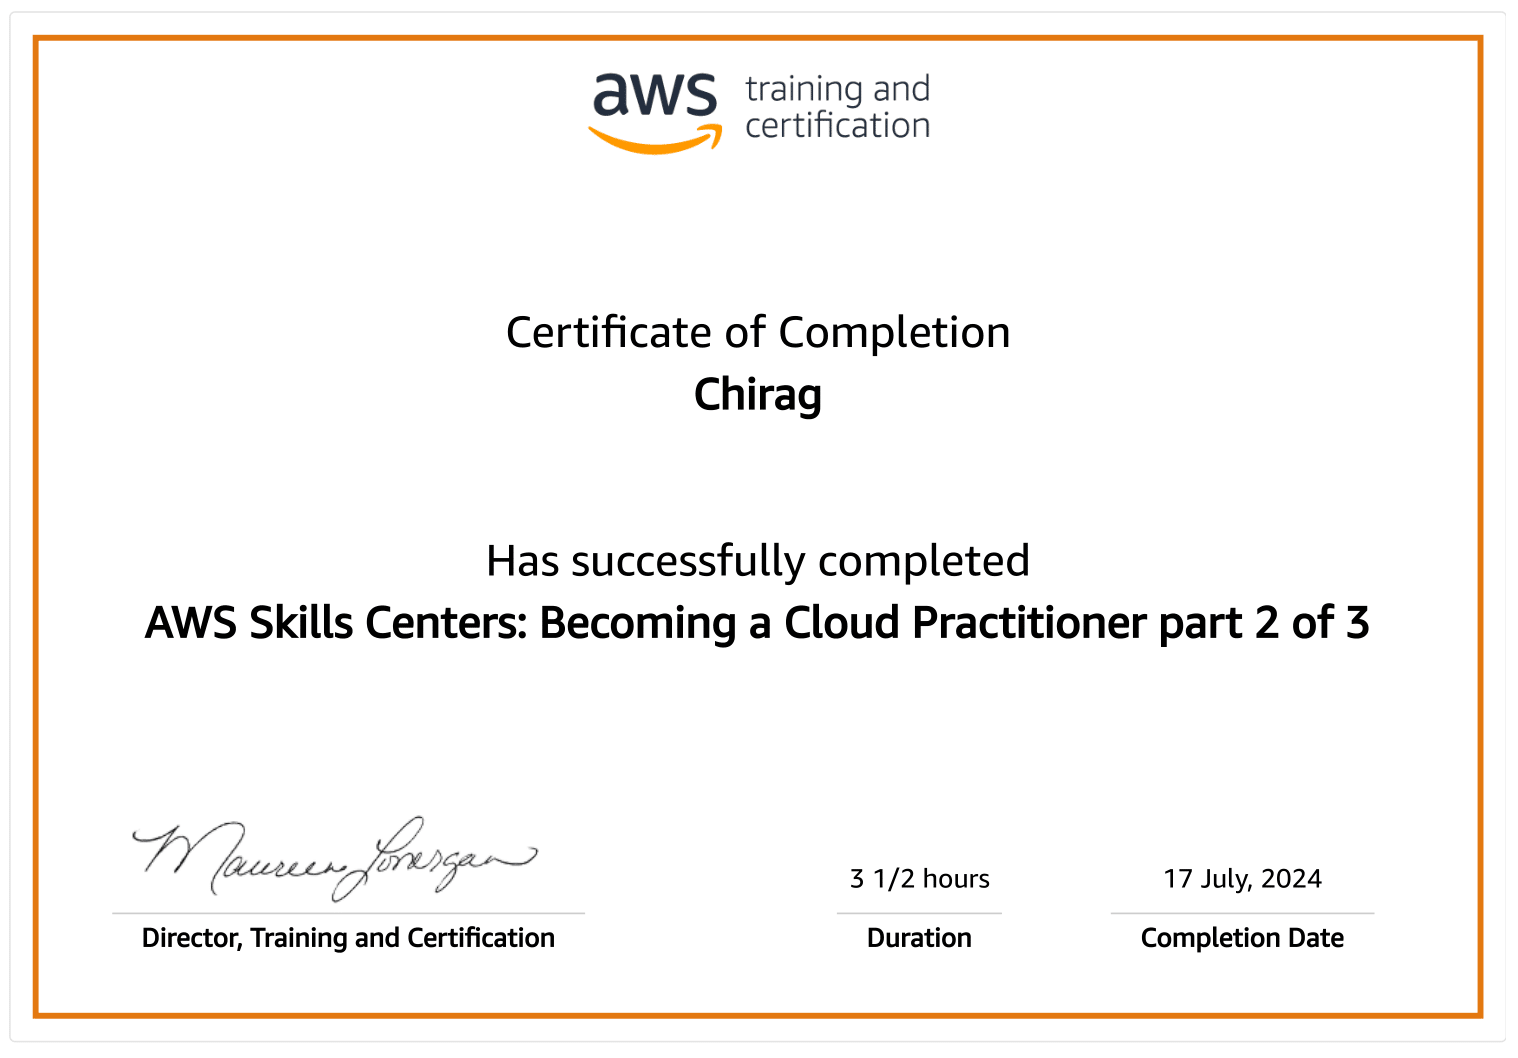 aws training and
certification
Certificate of Completion
Chirag
Has successfully completed
AWS Skills Centers: Becoming a Cloud Practitioner part 2 of 3
Maureen Lonergan
3 1/2 hours
17 July, 2024
Director, Training and Certification
Duration
Completion Date